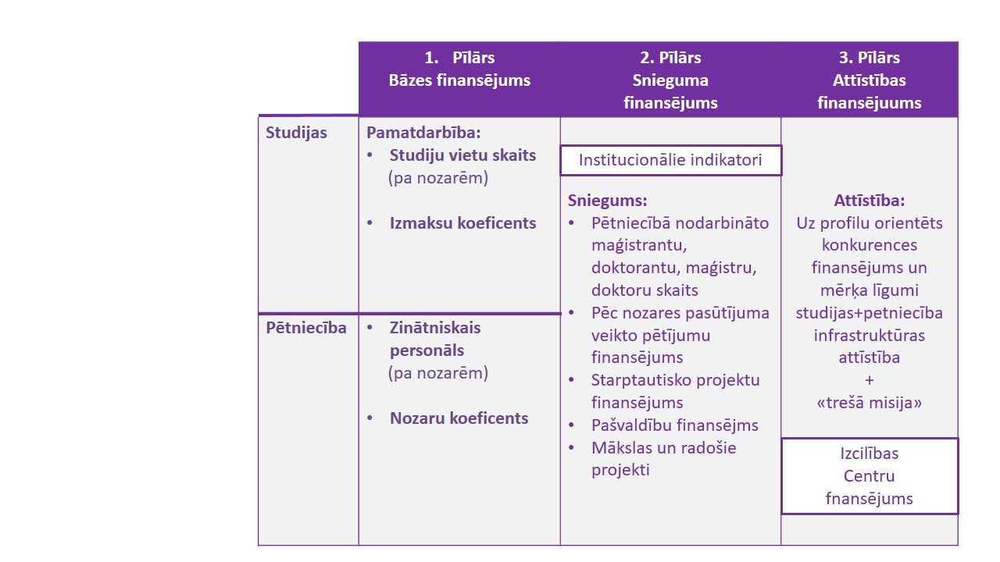 1. Pīlārs
Bāzes finansējums
2. Pīlārs
Snieguma
finansējums
3. Pīlārs
Attīstības
finansējuums
Studijas
Pamatdarbība:
• Studiju vietu skaits
(pa nozarēm)
• Izmaksu koeficents
Pētniecība
• Zinātniskais
personāls
(pa nozarēm)
• Nozaru koeficents
Institucionālie indikatori
Sniegums:
• Pētniecībā nodarbināto
maģistrantu,
doktorantu, maģistru,
doktoru skaits
• Pēc nozares pasūtījuma
veikto pētījumu
finansējums
• Starptautisko projektu
finansējums
• Pašvaldību finansējms
• Mākslas un radošie
projekti
Attīstība:
Uz profilu orientēts
konkurences
finansējums un
mērķa līgumi
studijas+petniecība
infrastruktūras
attīstība
+
«trešā misija»
Izcilības
Centru
fnansējums